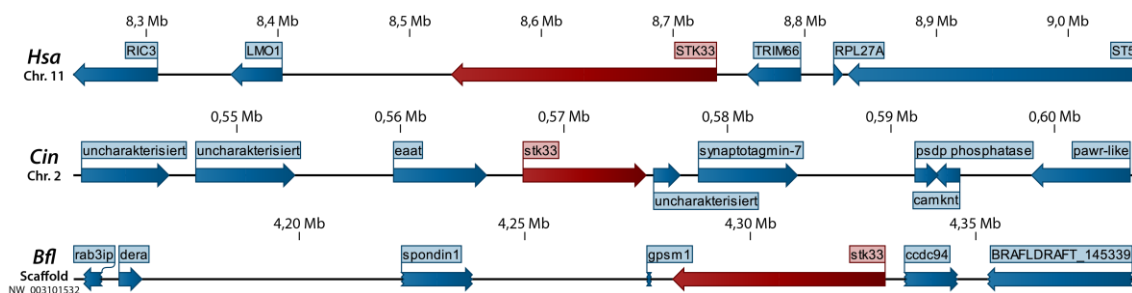 8,3 Mb 8,4 Mb 8,5 Mb 8,6 Mb 8,7 Mb 8,8 Mb 8,9 Mb 9,0 Mb
RIC3 LMO1 STK33 TRIM66 RPL27A ST5
Hsa
Chr. 11
0,55 Mb 0,56 Mb 0,57 Mb 0,58 Mb 0,59 Mb 0,60 Mb
uncharakterisiert uncharakterisiert eaat stk33 synaptotagmin-7 psdp phosphatase pawr-like
Cin
Chr. 2
uncharakterisiert camknt
4,20 Mb 4,25 Mb 4,30 Mb 4,35 Mb
rab3ip dera spondin1 gpsm1 stk33 ccdc94 BRAFLDRAFT_145339
Bfl
Scaffold
NW_003101532